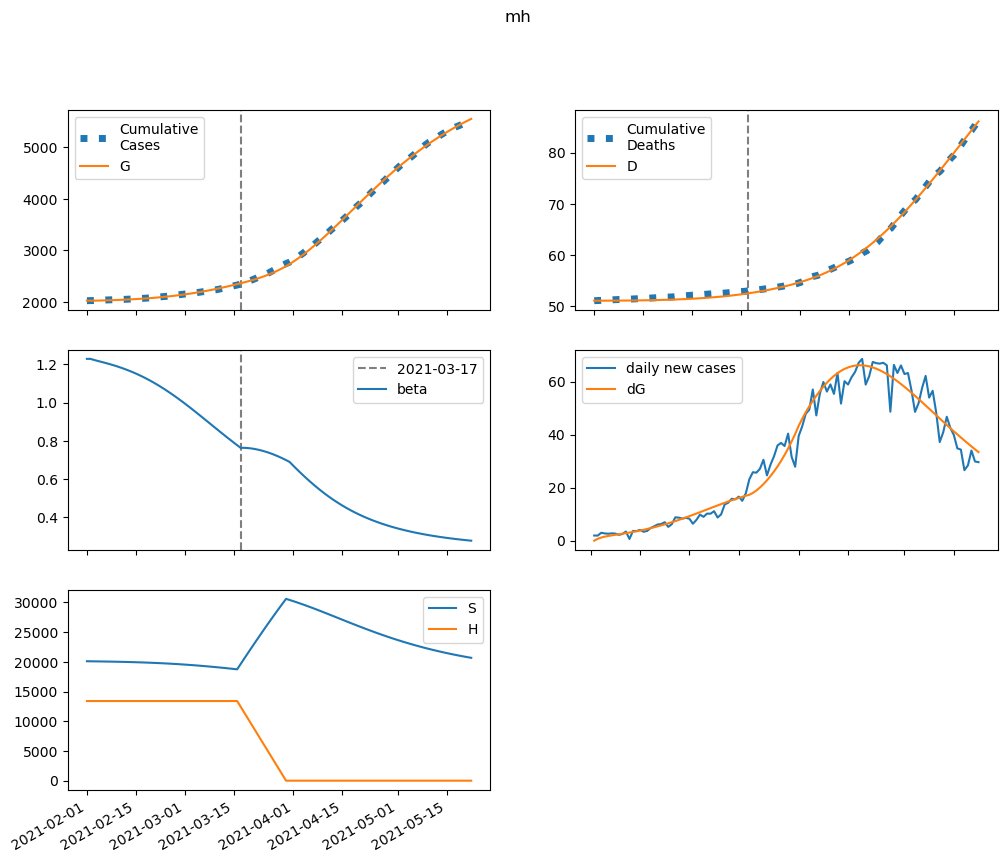 mh
Cumulative
Cases
G
5000
4000
3000
2000
Cumulative
Deaths
D
80
70
60
50
2021-03-17
beta
1.2
1.0
0.8
0.6
0.4
daily new cases
dG
60
40
20
0
S
H
30000
25000
20000
15000
10000
5000
0
2021-02-01
2021-02-15
2021-03-01
2021-03-15
2021-04-01
2021-04-15
2021-05-01
2021-05-15